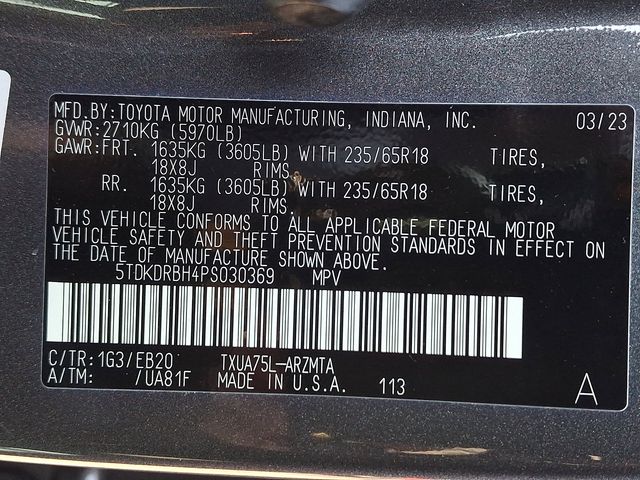 MFD.BY:TOYOTA MOTOR MANUFACTURING, INDIANA, INC. 03/23
GVWR:2710KG (5970LB)
GAWR:FRT. 1635KG (3605LB) WITH 235/65R18 TIRES,
18X8J RIMS,
RR. 1635KG (3605LB) WITH 235/65R18 TIRES,
18X8J RIMS.
THIS VEHICLE CONFORMS TO ALL APPLICABLE FEDERAL MOTOR
VEHICLE SAFETY AND THEFT PREVENTION STANDARDS IN EFFECT ON
THE DATE OF MANUFACTURE SHOWN ABOVE.
5TDKDRBH4PS030369 MPV
C/TR:1G3/EB20 TXUA75L-ARZMTA
A/TM: /UA81F MADE IN U.S.A. 113
A